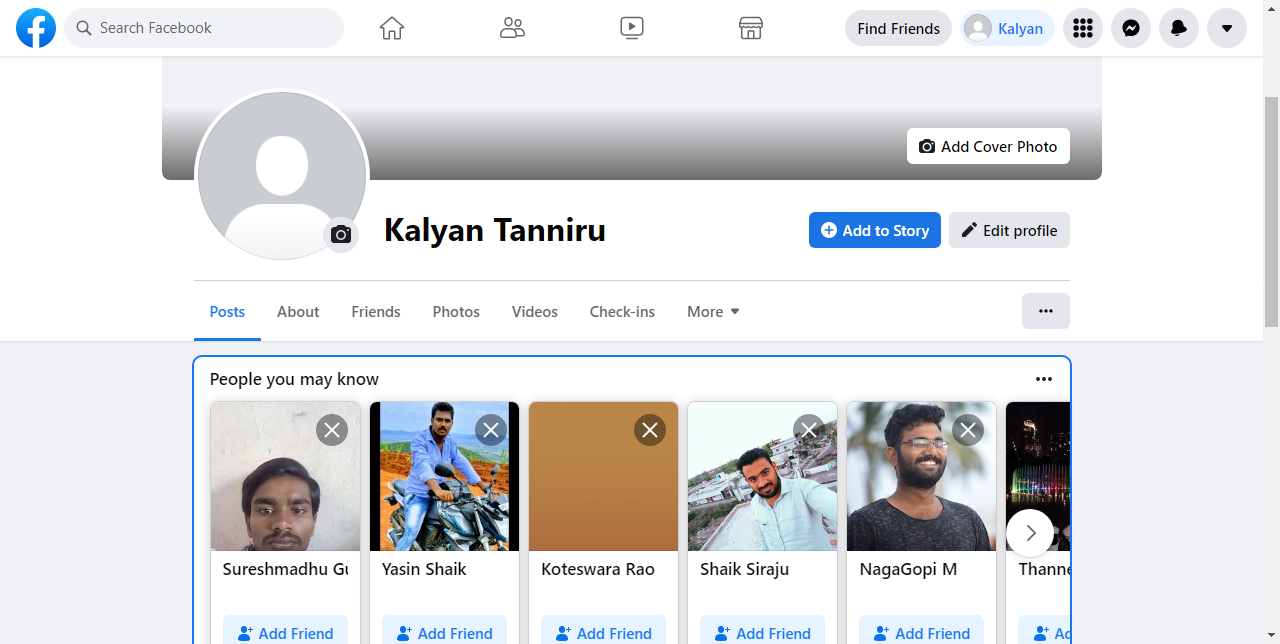 Search Facebook
Find Friends
Kalyan
Add Cover Photo
Kalyan Tanniru
Add to Story
Edit profile
Posts
About
Friends
Photos
Videos
Check-ins
More
People you may know
Sureshmadhu Gu
Yasin Shaik
Koteswara Rao
Shaik Siraju
NagaGopi M
Thanne
Add Friend
Add Friend
Add Friend
Add Friend
Add Friend
Ad